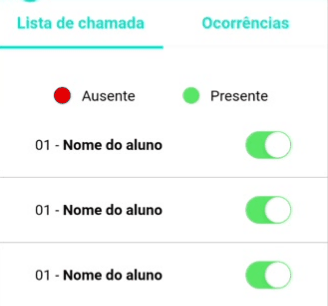 Lista de chamada Ocorrências
Ausente Presente
01 - Nome do aluno
01 - Nome do aluno
01 - Nome do aluno